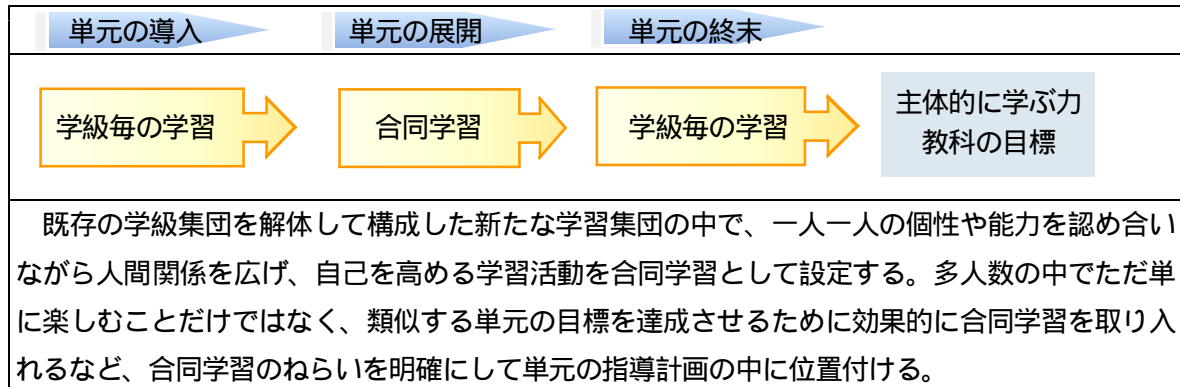 単元の導入　単元の展開　単元の終末
学級毎の学習　合同学習　学級毎の学習　主体的に学ぶ力
教科の目標
　既存の学級集団を解体して構成した新たな学習集団の中で、一人一人の個性や能力を認め合い
ながら人間関係を広げ、自己を高める学習活動を合同学習として設定する。多人数の中でただ単
に楽しむことだけではなく、類似する単元の目標を達成させるために効果的に合同学習を取り入
れるなど、合同学習のねらいを明確にして単元の指導計画の中に位置付ける。